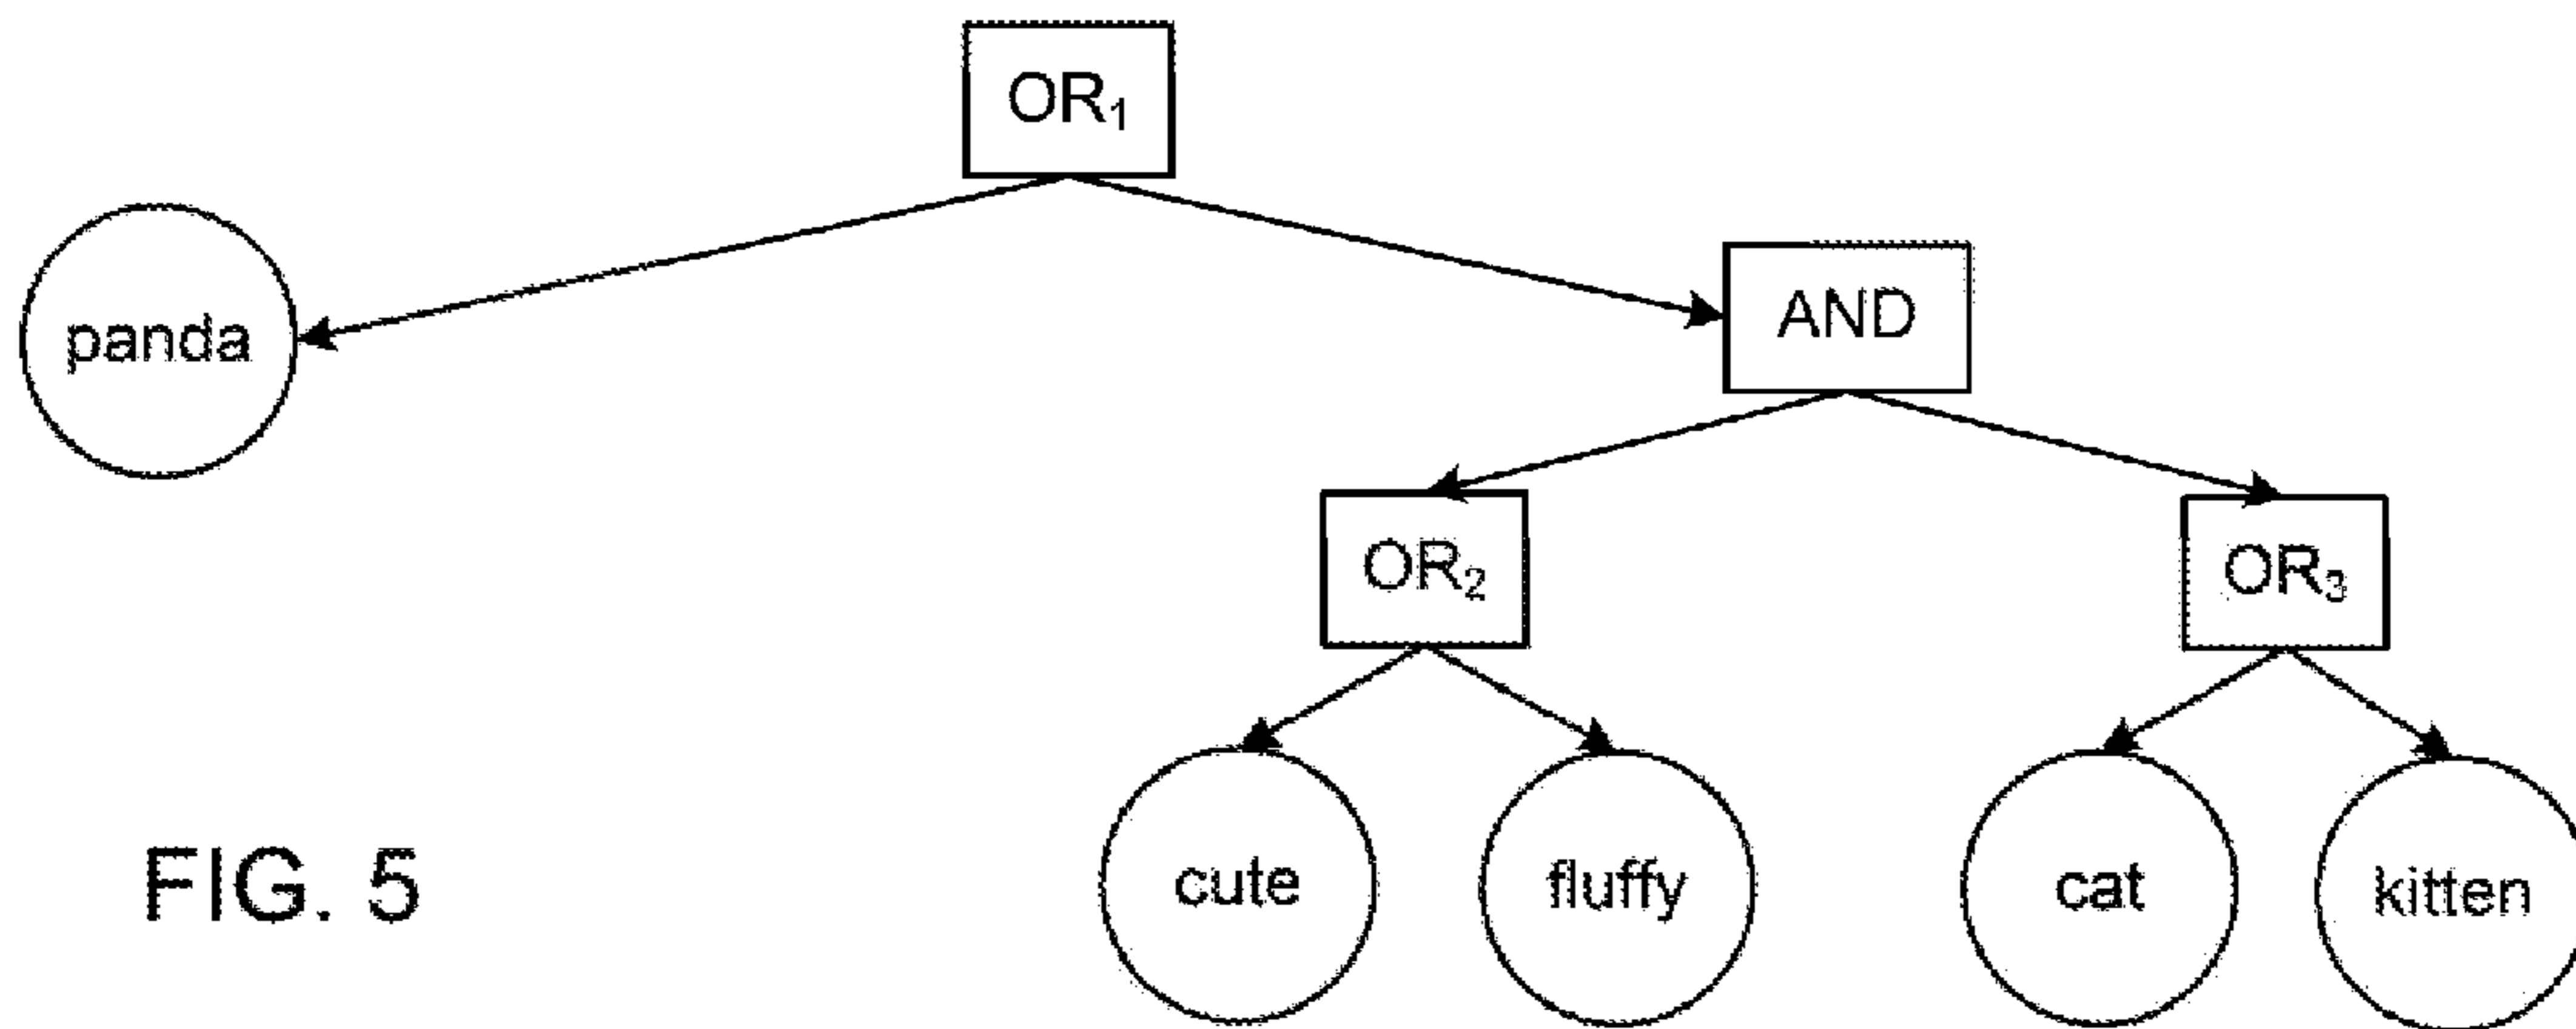 OR₁
panda
AND
OR₂
OR₃
cute
fluffy
cat
kitten
FIG. 5